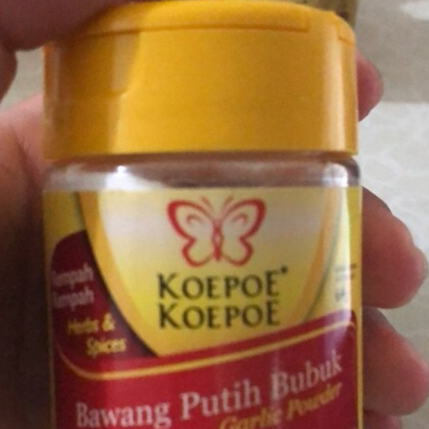 KOEPOE®
KOEPOE
Rempah
Rempah
Herbs &
Spices
Bawang Putih Bubuk
Garlic Powder